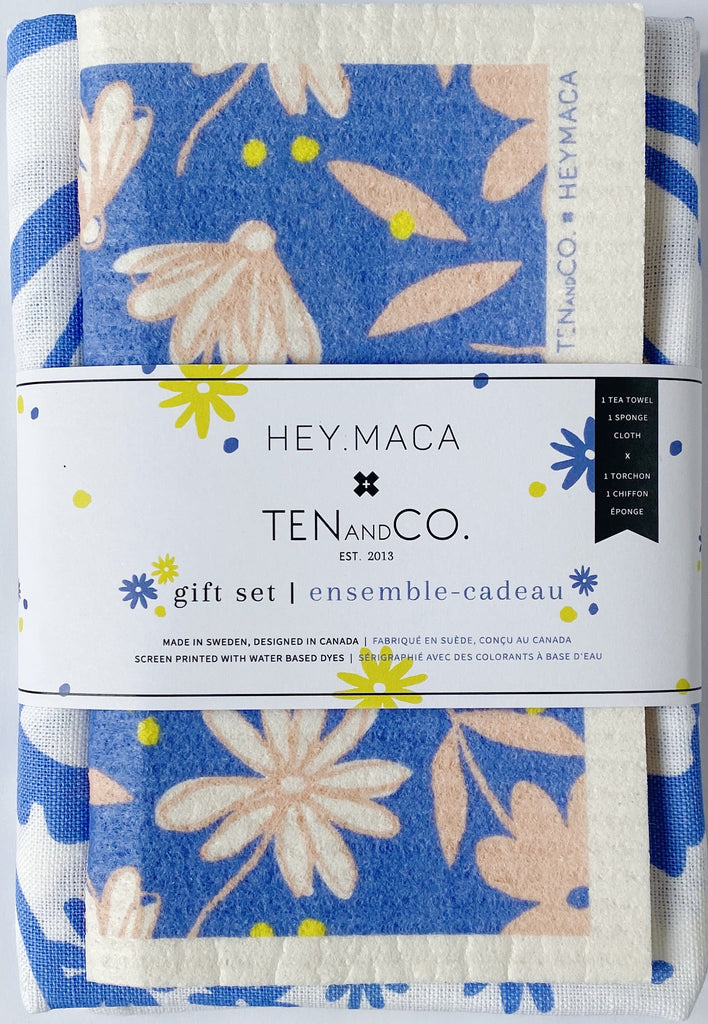 TENANDCO. ✖ HEYMACA
HEY.MACA
TENANDCO.
EST. 2013
gift set | ensemble-cadeau
MADE IN SWEDEN, DESIGNED IN CANADA | FABRIQUÉ EN SUÈDE, CONÇU AU CANADA
SCREEN PRINTED WITH WATER BASED DYES | SÉRIGRAPHIÉ AVEC DES COLORANTS À BASE D'EAU
1 TEA TOWEL
1 SPONGE
CLOTH
X
1 TORCHON
1 CHIFFON
ÉPONGE